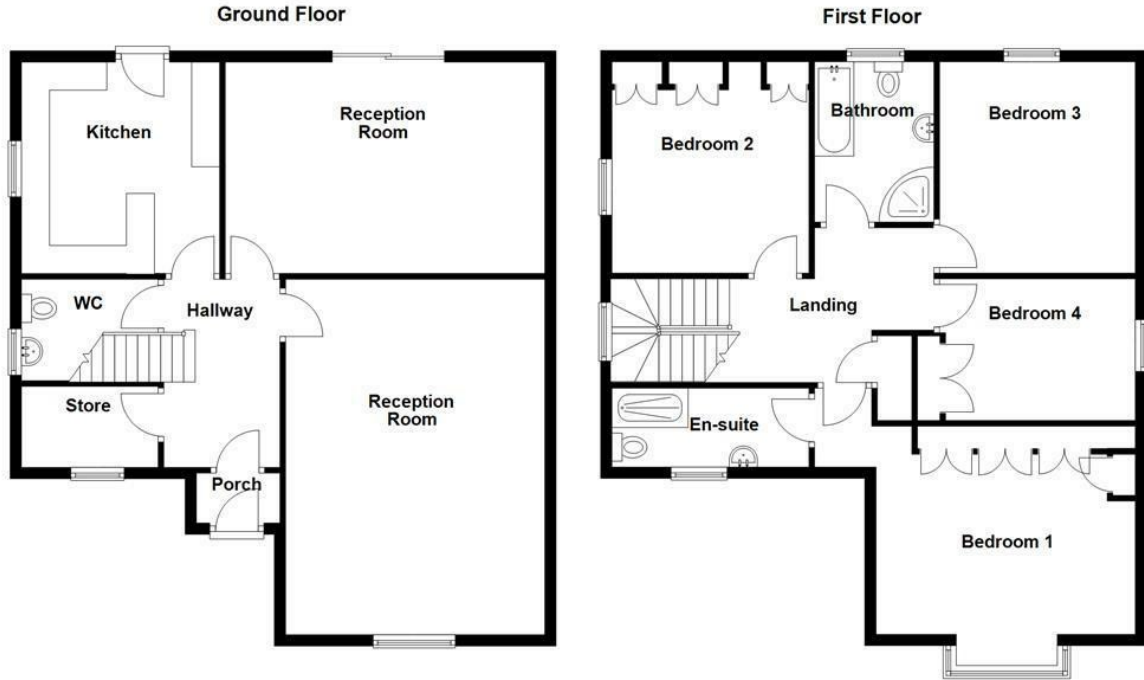 Ground Floor
Kitchen
Reception
Room
WC
Hallway
Store
Reception
Room
Porch
First Floor
Bathroom
Bedroom 3
Bedroom 2
Landing
Bedroom 4
En-suite
Bedroom 1